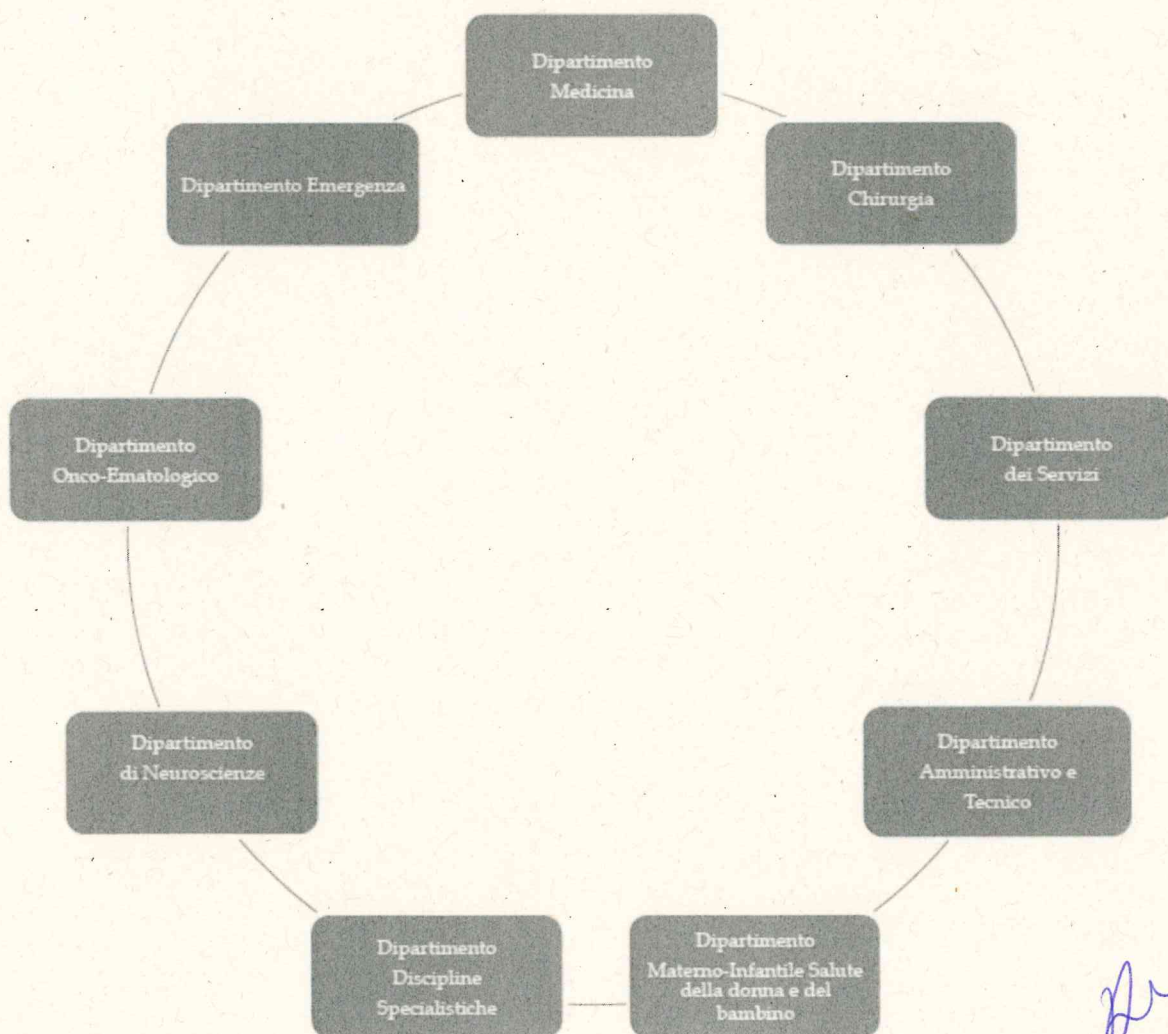 Dipartimento
Medicina
Dipartimento
Chirurgia
Dipartimento
dei Servizi
Dipartimento
Amministrativo e
Tecnico
Dipartimento
Materno-Infantile Salute
della donna e del
bambino
Dipartimento
Discipline
Specialistiche
Dipartimento
di Neuroscienze
Dipartimento
Onco-Ematologico
Dipartimento Emergenza